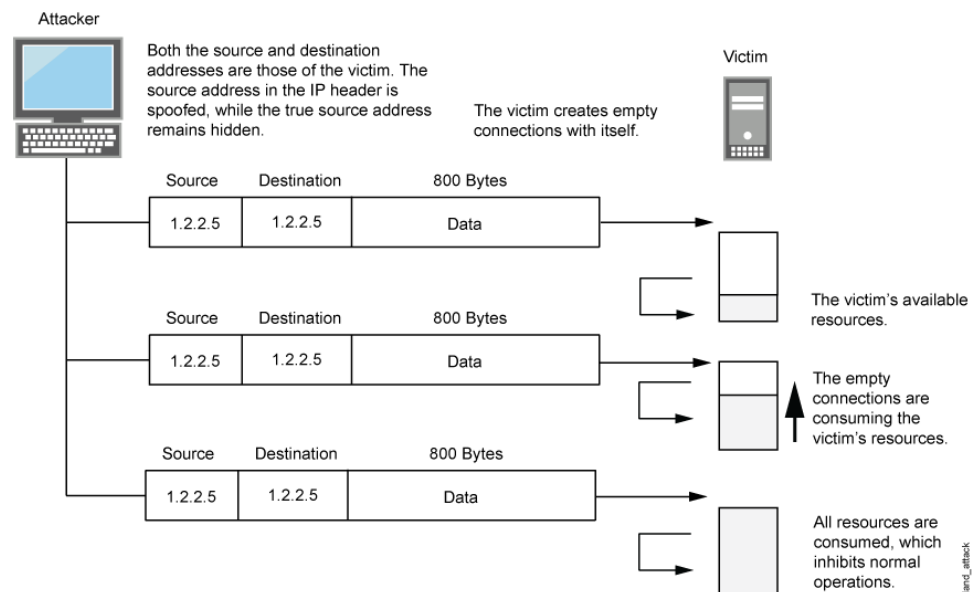 Attacker
Both the source and destination
addresses are those of the victim. The
source address in the IP header is
spoofed, while the true source address
remains hidden.
The victim creates empty
connections with itself.
Victim
Source Destination 800 Bytes
1.2.2.5 1.2.2.5 Data
The victim's available
resources.
Source Destination 800 Bytes
1.2.2.5 1.2.2.5 Data
The empty
connections are
consuming the
victim's resources.
Source Destination 800 Bytes
1.2.2.5 1.2.2.5 Data
All resources are
consumed, which
inhibits normal
operations.
land_attack